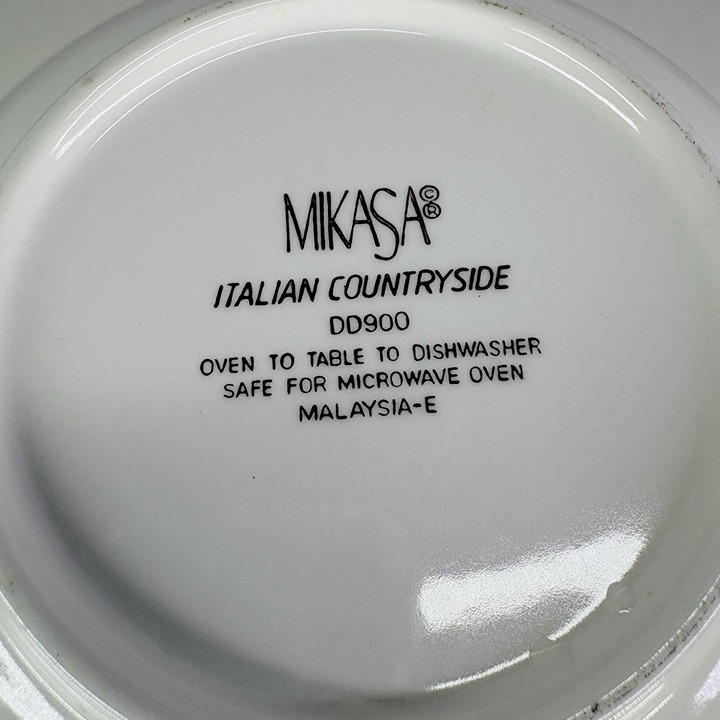 MIKASA©®
ITALIAN COUNTRYSIDE
DD900
OVEN TO TABLE TO DISHWASHER
SAFE FOR MICROWAVE OVEN
MALAYSIA-E